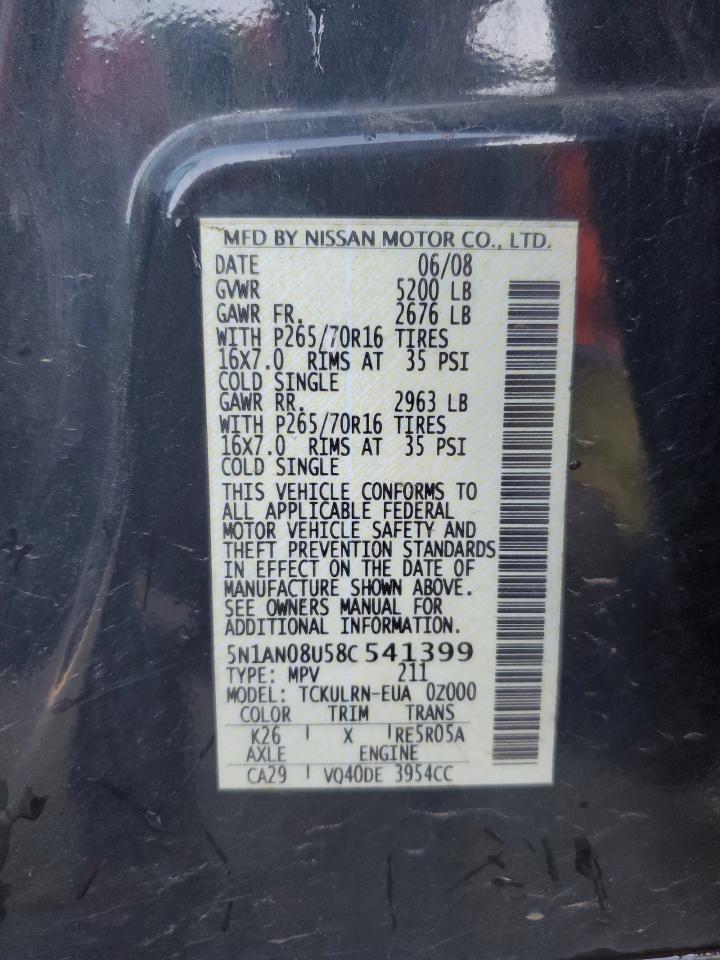 MFD BY NISSAN MOTOR CO., LTD.
DATE 06/08
GVWR 5200 LB
GAWR FR. 2676 LB
WITH P265/70R16 TIRES
16X7.0 RIMS AT 35 PSI
COLD SINGLE
GAWR RR. 2963 LB
WITH P265/70R16 TIRES
16X7.0 RIMS AT 35 PSI
COLD SINGLE
THIS VEHICLE CONFORMS TO
ALL APPLICABLE FEDERAL
MOTOR VEHICLE SAFETY AND
THEFT PREVENTION STANDARDS
IN EFFECT ON THE DATE OF
MANUFACTURE SHOWN ABOVE.
SEE OWNERS MANUAL FOR
ADDITIONAL INFORMATION.
5N1AN08U58C 541399
TYPE: MPV 211
MODEL: TCKULRN-EUA 0Z000
COLOR TRIM TRANS
K26 X RE5R05A
AXLE ENGINE
CA29 VQ40DE 3954CC